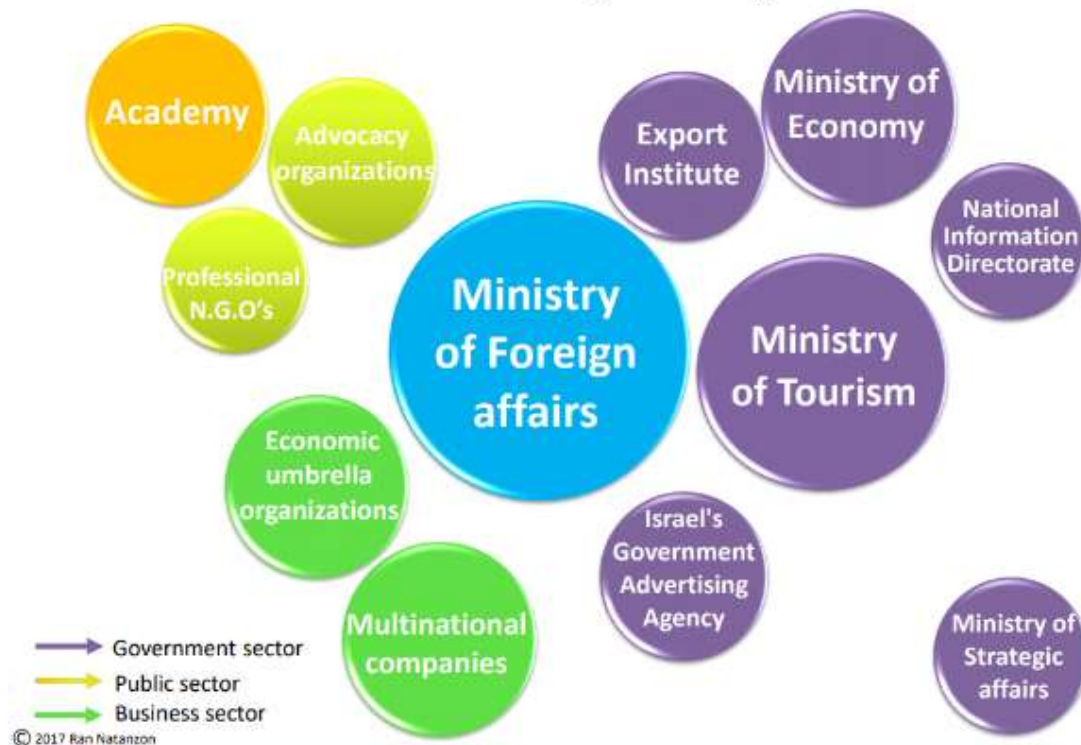 Academy
Advocacy
organizations
Professional
N.G.O's
Export
Institute
Ministry of
Economy
National
Information
Directorate
Ministry
of Foreign
affairs
Ministry
of Tourism
Economic
umbrella
organizations
Multinational
companies
Israel's
Government
Advertising
Agency
Ministry of
Strategic
affairs
Government sector
Public sector
Business sector
© 2017 Ran Natanzon